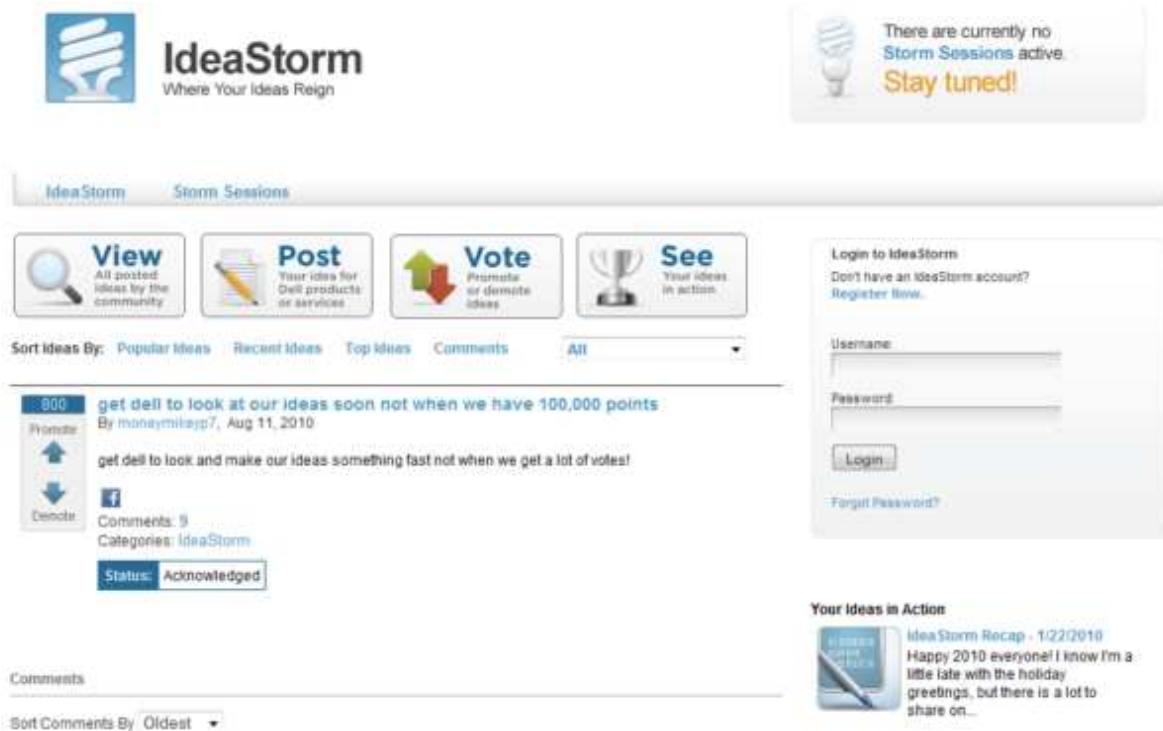 IdeaStorm
Where Your Ideas Reign
There are currently no
Storm Sessions active.
Stay tuned!
IdeaStorm
Storm Sessions
View
All posted
ideas by the
community
Post
Your idea for
Dell products
or services
Vote
Promote
or demote
ideas
See
Your ideas
in action
Sort Ideas By: Popular Ideas Recent Ideas Top Ideas Comments All
800
Promote
Demote
get dell to look at our ideas soon not when we have 100,000 points
By moneymikeyp7, Aug 11, 2010
get dell to look and make our ideas something fast not when we get a lot of votes!
f
Comments: 9
Categories: IdeaStorm
Status: Acknowledged
Comments
Sort Comments By Oldest
Login to IdeaStorm
Don't have an IdeaStorm account?
Register Now.
Username
Password
Login
Forgot Password?
Your Ideas in Action
IdeaStorm Recap - 1/22/2010
Happy 2010 everyone! I know I'm a
little late with the holiday
greetings, but there is a lot to
share on...